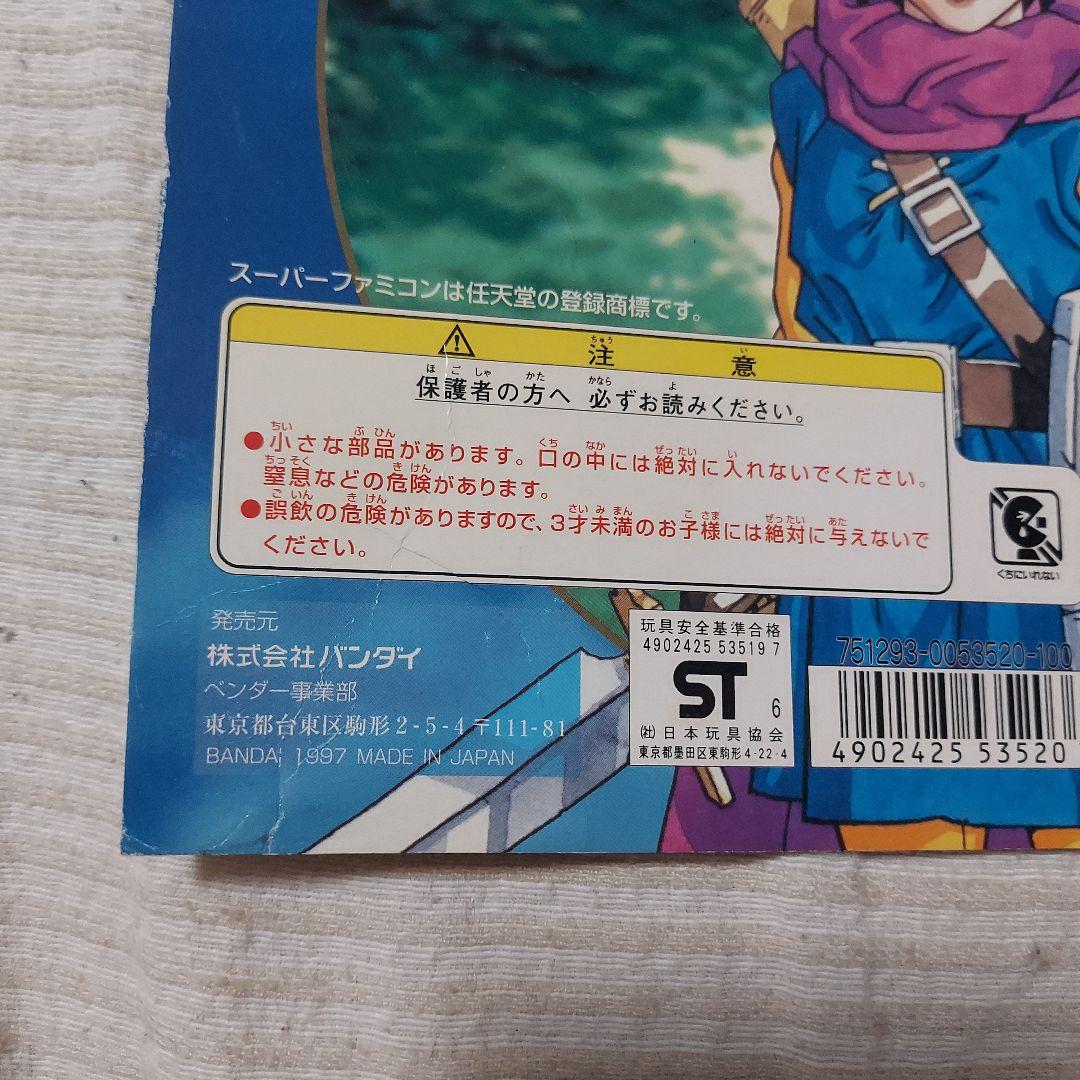 スーパーファミコンは任天堂の登録商標です。
注意
保護者の方へ 必ずお読みください。
●小さな部品があります。口の中には絶対に入れないでください。
窒息などの危険があります。
●誤飲の危険がありますので、3才未満のお子様には絶対に与えないで
ください。
くちにいれない
発売元
株式会社バンダイ
ベンダー事業部
東京都台東区駒形2-5-4〒111-81
BANDAI 1997 MADE IN JAPAN
玩具安全基準合格
4902425 53519 7
ST 6
(社)日本玩具協会
東京都墨田区東駒形4-22-4
751293-0053520-100
4902425 53520